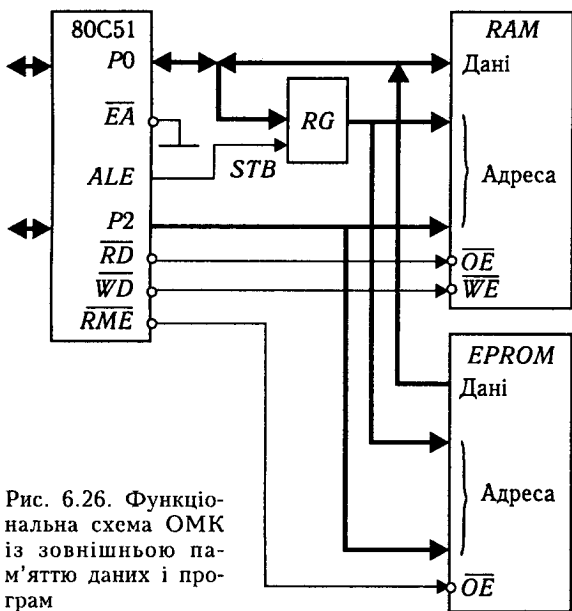 80C51
P0
EA
ALE
P2
RD
WD
RME
RG
STB
RAM
Дані
Адреса
OE
WE
EPROM
Дані
Адреса
OE
Рис. 6.26. Функціо-
нальна схема ОМК
із зовнішньою па-
м'яттю даних і про-
грам